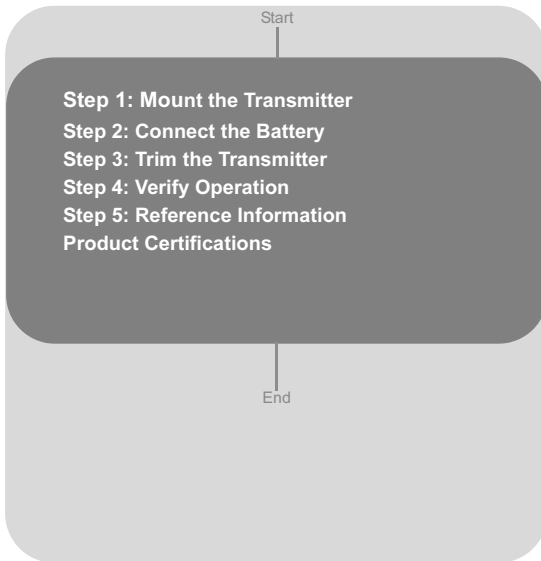 Start
Step 1: Mount the Transmitter
Step 2: Connect the Battery
Step 3: Trim the Transmitter
Step 4: Verify Operation
Step 5: Reference Information
Product Certifications
End